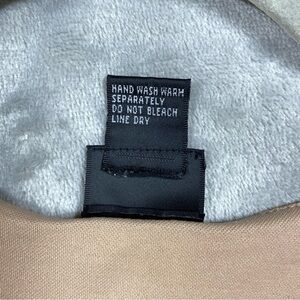 HAND WASH WARM
SEPARATELY
DO NOT BLEACH
LINE DRY